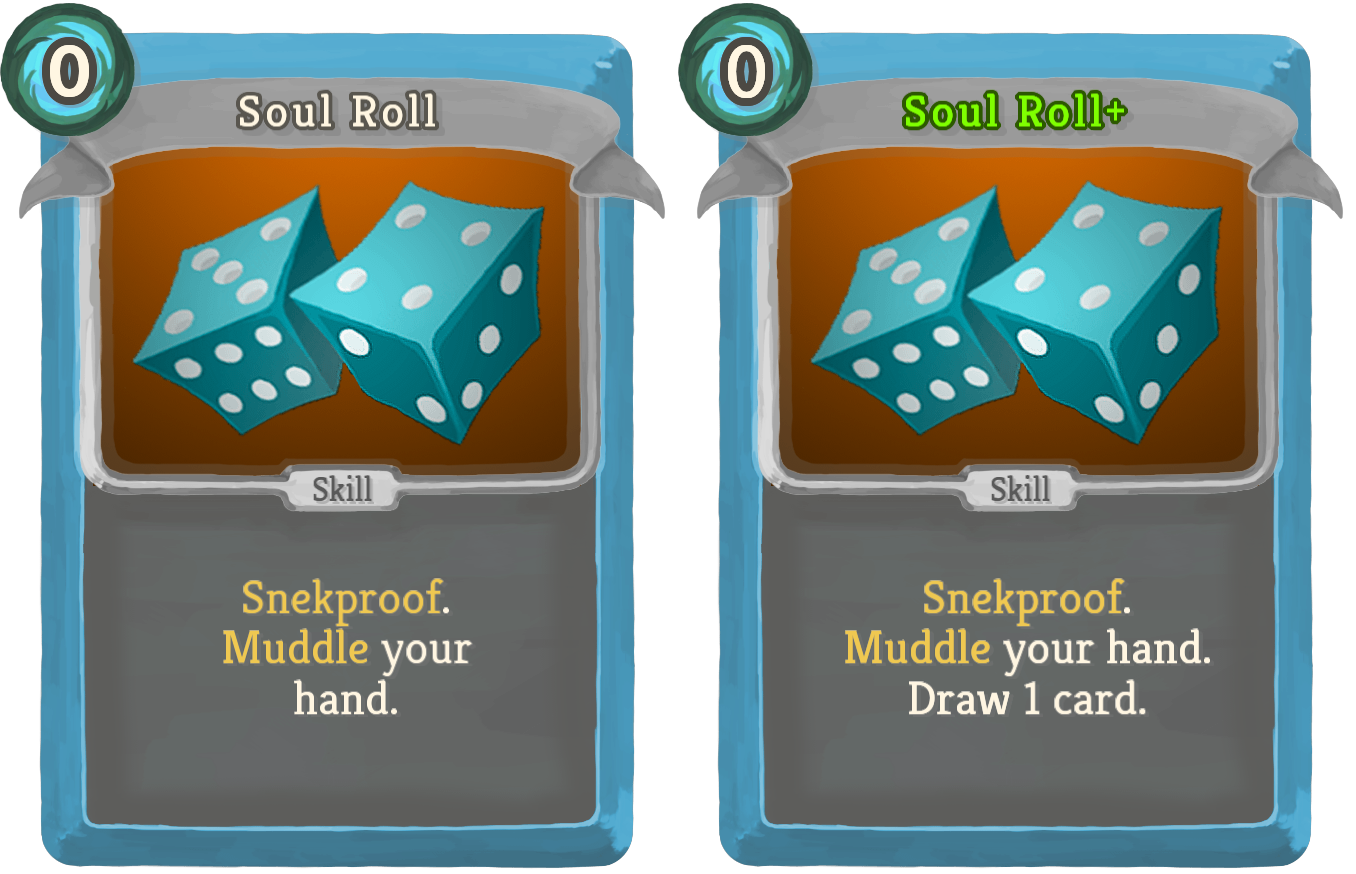 0
Soul Roll
Skill
Snekproof.
Muddle your
hand.
0
Soul Roll+
Skill
Snekproof.
Muddle your hand.
Draw 1 card.